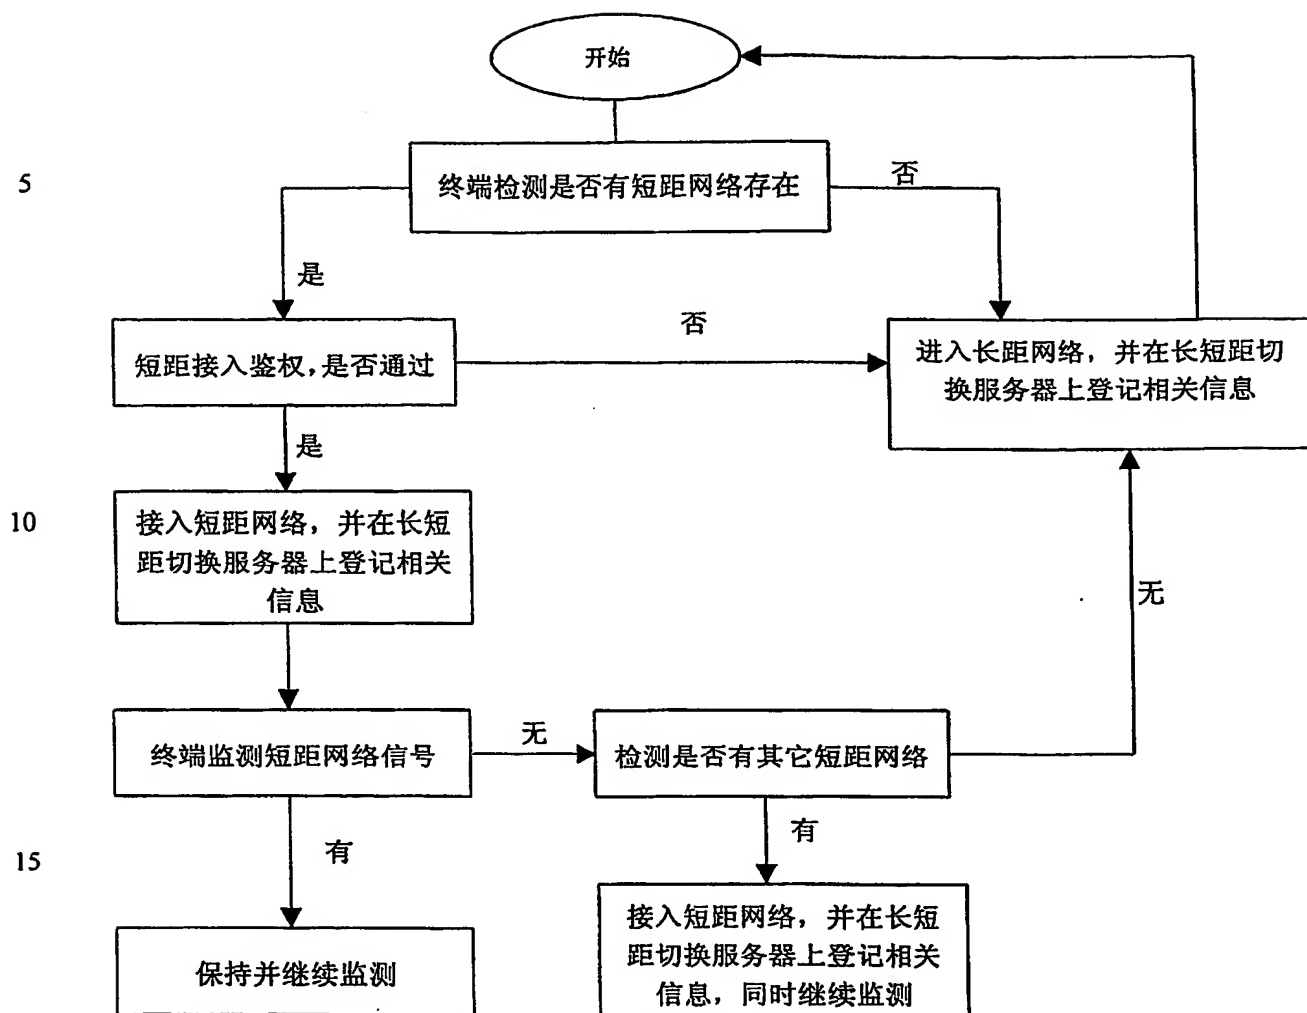 开始
5
终端检测是否有短距网络存在
否
是
短距接入鉴权,是否通过
否
进入长距网络，并在长短距切
换服务器上登记相关信息
是
10
接入短距网络，并在长短
距切换服务器上登记相关
信息
无
终端监测短距网络信号
无
检测是否有其它短距网络
有
有
15
保持并继续监测
接入短距网络，并在长短
距切换服务器上登记相关
信息，同时继续监测